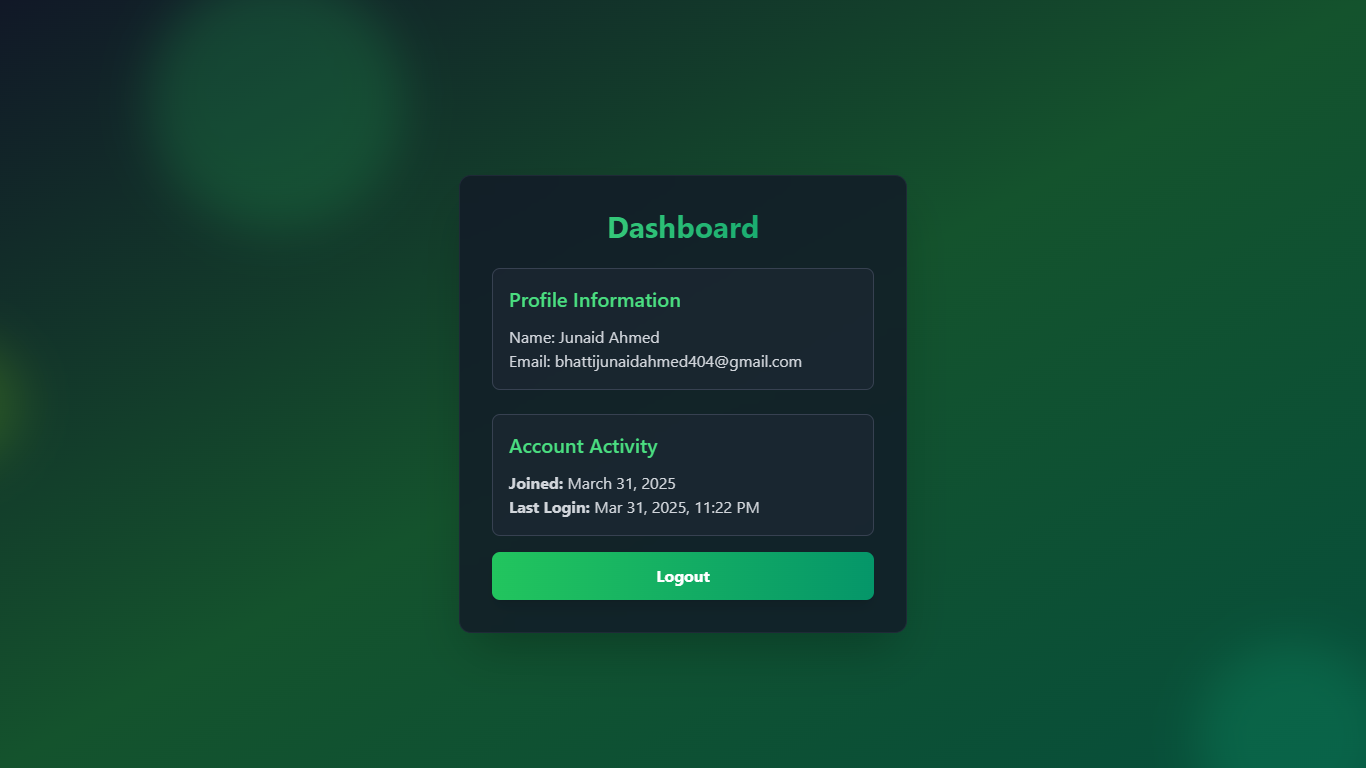 Dashboard
Profile Information
Name: Junaid Ahmed
Email: bhattijunaidahmed404@gmail.com
Account Activity
Joined: March 31, 2025
Last Login: Mar 31, 2025, 11:22 PM
Logout